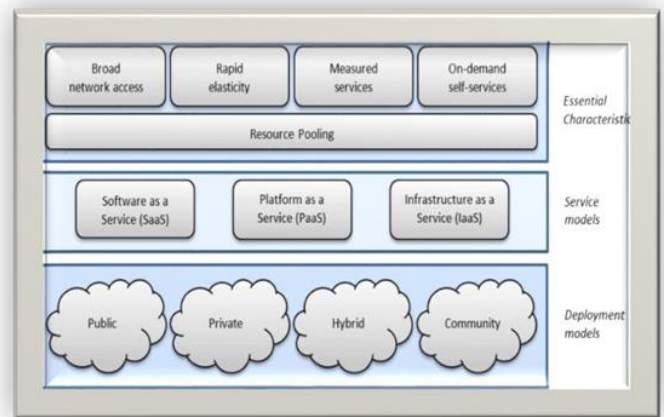 Broad
network access
Rapid
elasticity
Measured
services
On-demand
self-services
Essential
Characteristic
Resource Pooling
Software as a
Service (SaaS)
Platform as a
Service (PaaS)
Infrastructure as a
Service (IaaS)
Service
models
Public
Private
Hybrid
Community
Deployment
models